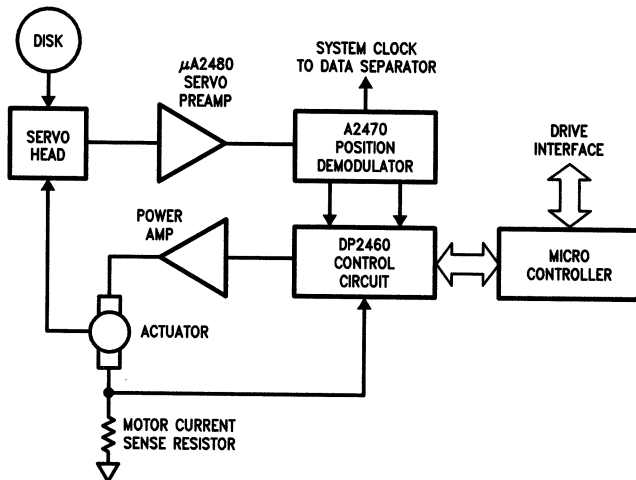 DISK
μA2480
SERVO
PREAMP
SYSTEM CLOCK
TO DATA SEPARATOR
SERVO
HEAD
A2470
POSITION
DEMODULATOR
DRIVE
INTERFACE
POWER
AMP
DP2460
CONTROL
CIRCUIT
MICRO
CONTROLLER
ACTUATOR
MOTOR CURRENT
SENSE RESISTOR